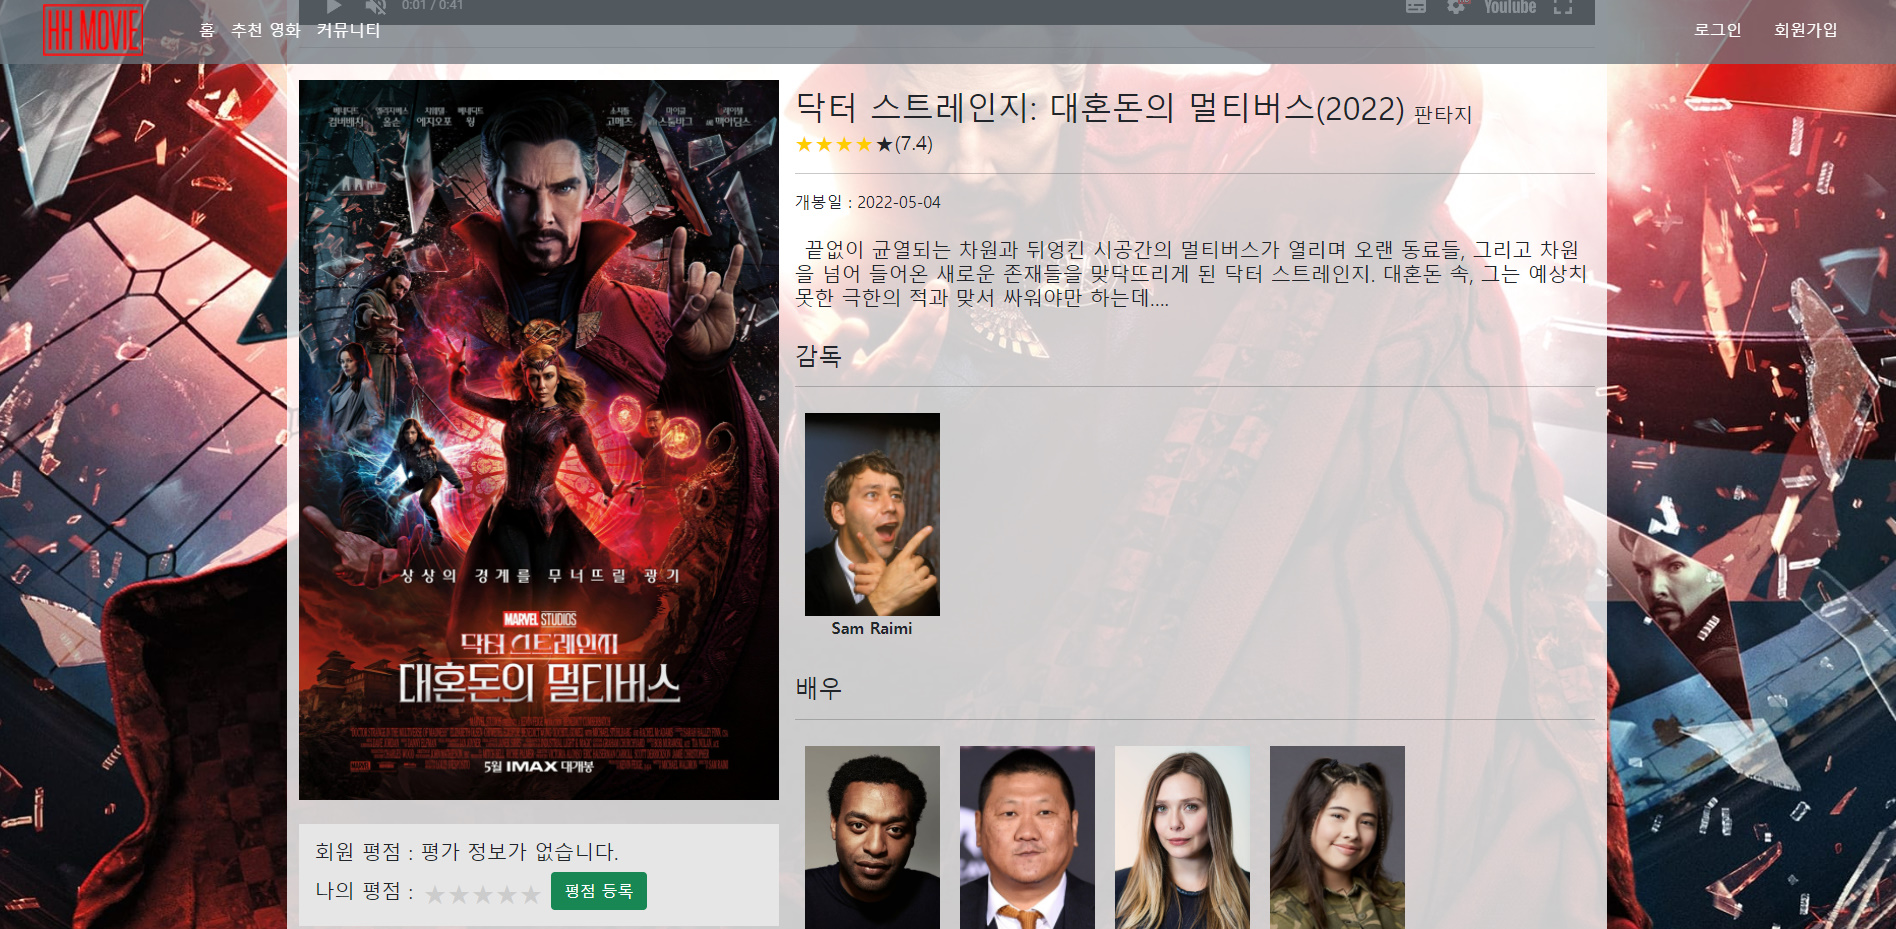 0:01 / 0:41
YouTube
HH MOVIE
홈 추천 영화 커뮤니티
로그인 회원가입
베네딕트 컴버배치
엘리자베스 올슨
치웨텔 에지오포
베네딕트 웡
소치틀 고메즈
마이클 스툴버그
레이첼 맥아담스
상상의 경계를 무너뜨릴 광기
MARVEL STUDIOS
닥터 스트레인지
대혼돈의 멀티버스
5월 IMAX 대개봉
닥터 스트레인지: 대혼돈의 멀티버스(2022) 판타지
★★★★★(7.4)
개봉일 : 2022-05-04
끝없이 균열되는 차원과 뒤엉킨 시공간의 멀티버스가 열리며 오랜 동료들, 그리고 차원
을 넘어 들어온 새로운 존재들을 맞닥뜨리게 된 닥터 스트레인지. 대혼돈 속, 그는 예상치
못한 극한의 적과 맞서 싸워야만 하는데….
감독
Sam Raimi
배우
회원 평점 : 평가 정보가 없습니다.
나의 평점 : ★★★★★ 평점 등록